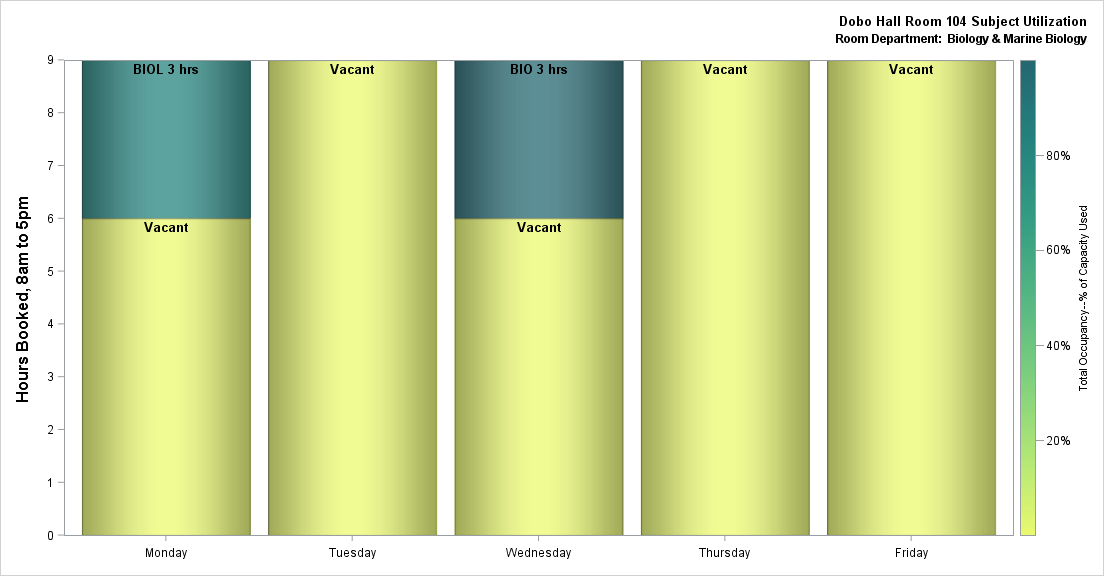 Dobo Hall Room 104 Subject Utilization
Room Department: Biology & Marine Biology
Hours Booked, 8am to 5pm
9
8
7
6
5
4
3
2
1
0
BIOL 3 hrs
Vacant
BIO 3 hrs
Vacant
Vacant
Vacant
Vacant
Monday
Tuesday
Wednesday
Thursday
Friday
80%
60%
40%
20%
Total Occupancy--% of Capacity Used